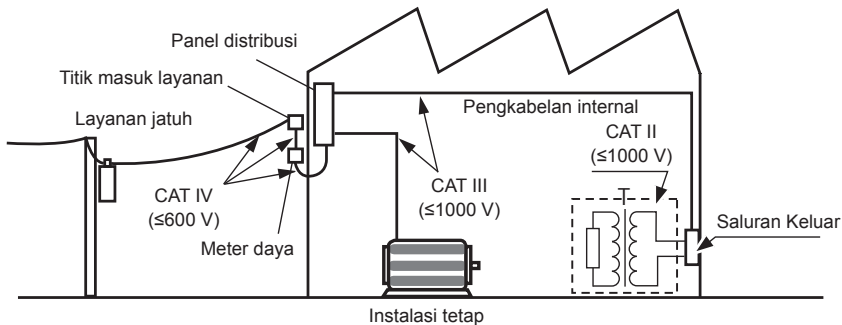 Panel distribusi
Titik masuk layanan
Layanan jatuh
Pengkabelan internal
CAT II
(≤1000 V)
CAT IV
(≤600 V)
CAT III
(≤1000 V)
Meter daya
Saluran Keluar
Instalasi tetap